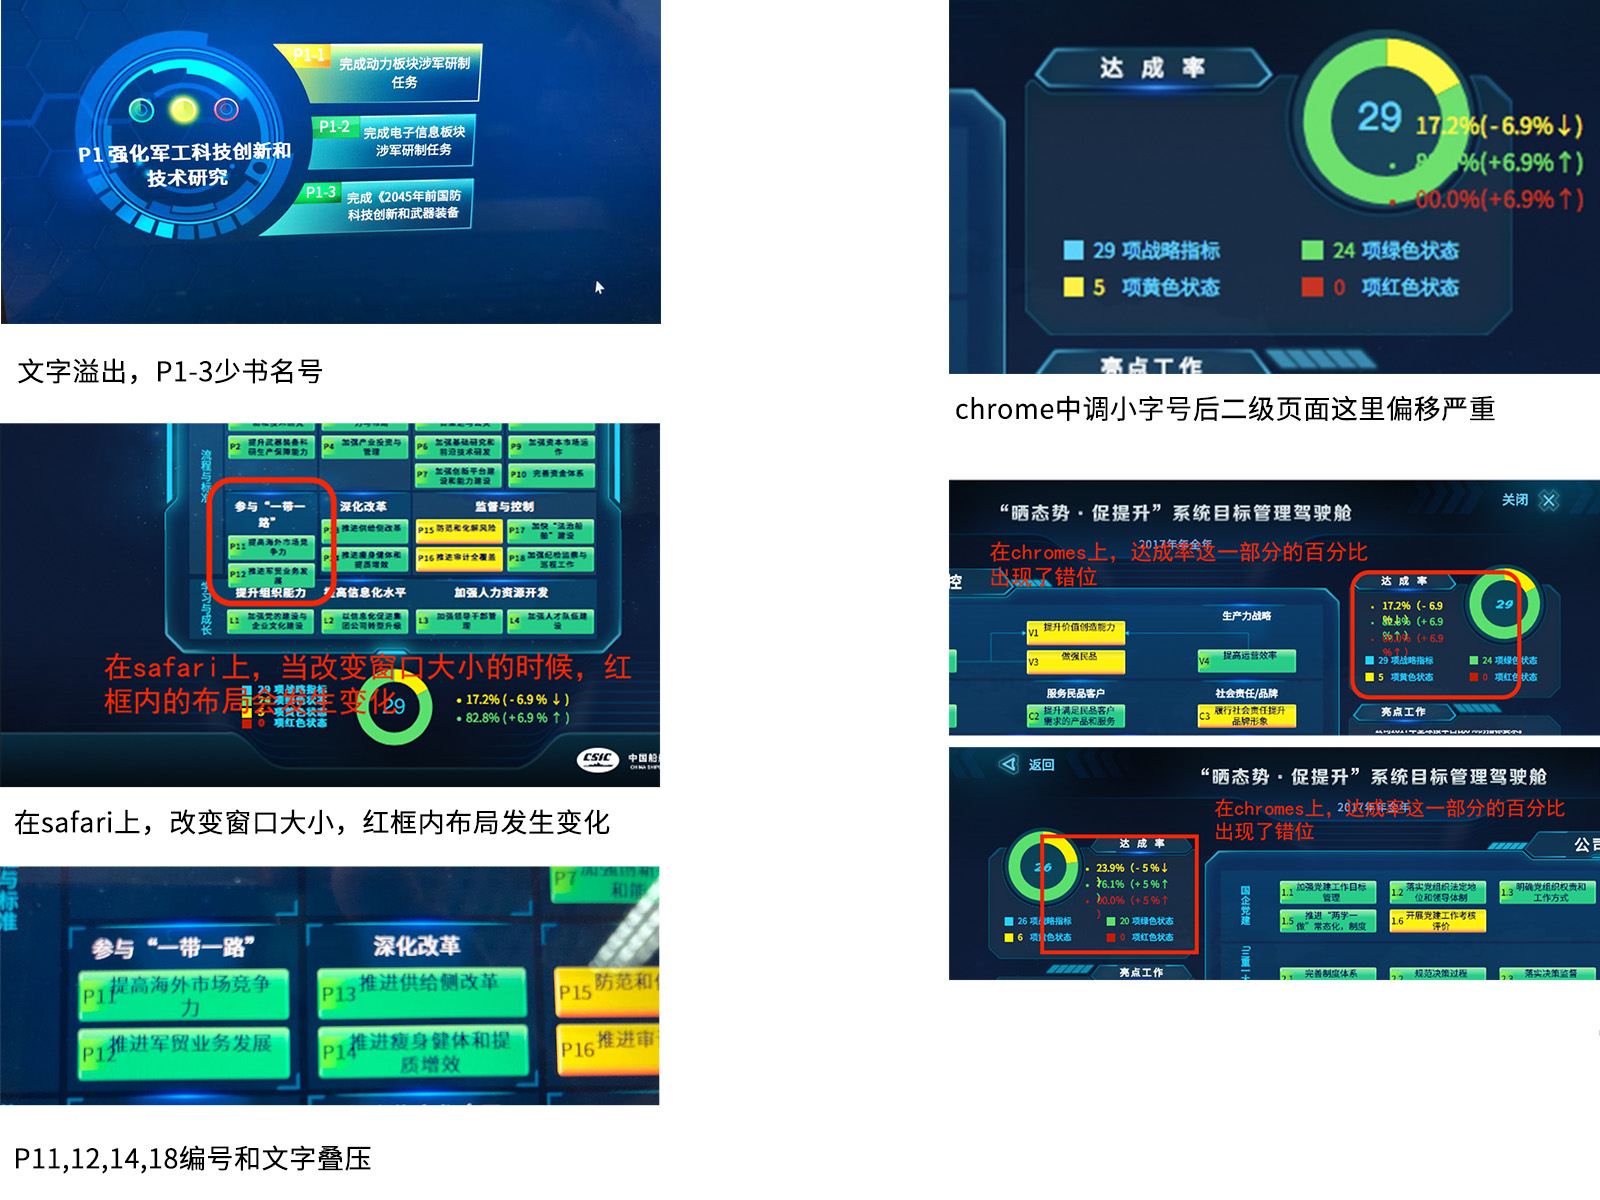 P1-1
完成动力板块涉军研制
任务
P1-2
完成电子信息板块
涉军研制任务
P1 强化军工科技创新和
技术研究
P1-3
完成《2045年前国防
科技创新和武器装备
文字溢出，P1-3少书名号
流程与标准
P2 提升武器装备科
研生产保障能力
P4 加强产业投资与
管理
P6 加强基础研究和
前沿技术研发
P9 加强资本市场运
作
P7 加强创新平台建
设和能力建设
P10 完善资金体系
参与“一带一
路”
深化改革
监督与控制
P11 提高海外市场竞
争力
推进供给侧改革
P15 防范和化解风险
P17 加快“法治船
舶”建设
P12 推进军贸业务发
展
推进瘦身健体和
提质增效
P16 推进审计全覆盖
P18 加强纪检监察与
巡视工作
学习与成长
提升组织能力
提高信息化水平
加强人力资源开发
L1 加强党的建设与
企业文化建设
L2 以信息化促进集
团公司转型升级
L3 加强领导干部管
理
L4 加强人才队伍建
设
在safari上，当改变窗口大小的时候，红
框内的布局会发生变化
29 项战略指标
项红色状态
29
17.2% ( - 6.9 % ↓ )
82.8% ( + 6.9 % ↑ )
CSIC
在safari上，改变窗口大小，红框内布局发生变化
与标准
P7
参与“一带一路”
深化改革
P11 提高海外市场竞争
力
P13 推进供给侧改革
P15 防范和
P12 推进军贸业务发展
P14 推进瘦身健体和提
质增效
P16 推进审
P11,12,14,18编号和文字叠压
达 成 率
29
17.2%(- 6.9%↓)
%(+6.9%↑)
00.0%(+6.9%↑)
29 项战略指标
24 项绿色状态
5 项黄色状态
0 项红色状态
亮点工作
chrome中调小字号后二级页面这里偏移严重
“晒态势 · 促提升” 系统目标管理驾驶舱
关闭
2017年年全年
在chromes上，达成率这一部分的百分比
出现了错位
控
达 成 率
29
17.2% ( - 6.9
% ↓ )
82.8% ( + 6.9
% ↑ )
( + 6.9
% ↑ )
29 项战略指标
24 项绿色状态
5 项黄色状态
0 项红色状态
亮点工作
生产力战略
V1 提升价值创造能力
V3 做强民品
V4 提高运营效率
服务民品客户
社会责任/品牌
C2 提升满足民品客户
需求的产品和服务
C3 履行社会责任提升
品牌形象
返回
“晒态势 · 促提升” 系统目标管理驾驶舱
2017年年全年
在chromes上，达成率这一部分的百分比
出现了错位
达 成 率
26
23.9% ( - 5 % ↓
)
76.1% ( + 5 % ↑
)
00.0% ( + 5 % ↑
)
26 项战略指标
20 项绿色状态
6 项黄色状态
0 项红色状态
亮点工作
公司
国企党建
1.1 加强党建工作目标
管理
1.2 落实党组织法定地
位和领导体制
1.3 明确党组织权责和
工作方式
1.5 推进“两学一
做”常态化，制度
1.6 开展党建工作考核
评价
2.1 完善制度体系
2.2 规范决策过程
2.3 落实决策监督